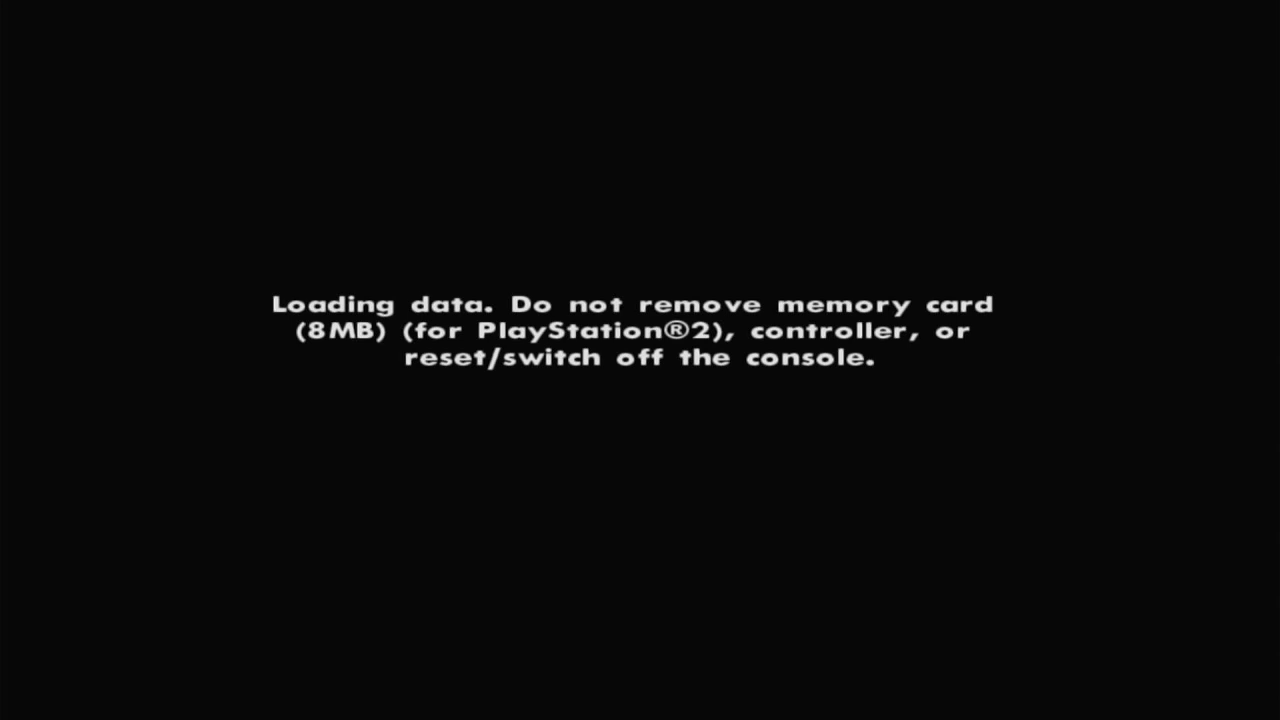 Loading data. Do not remove memory card
(8MB) (for PlayStation®2), controller, or
reset/switch off the console.